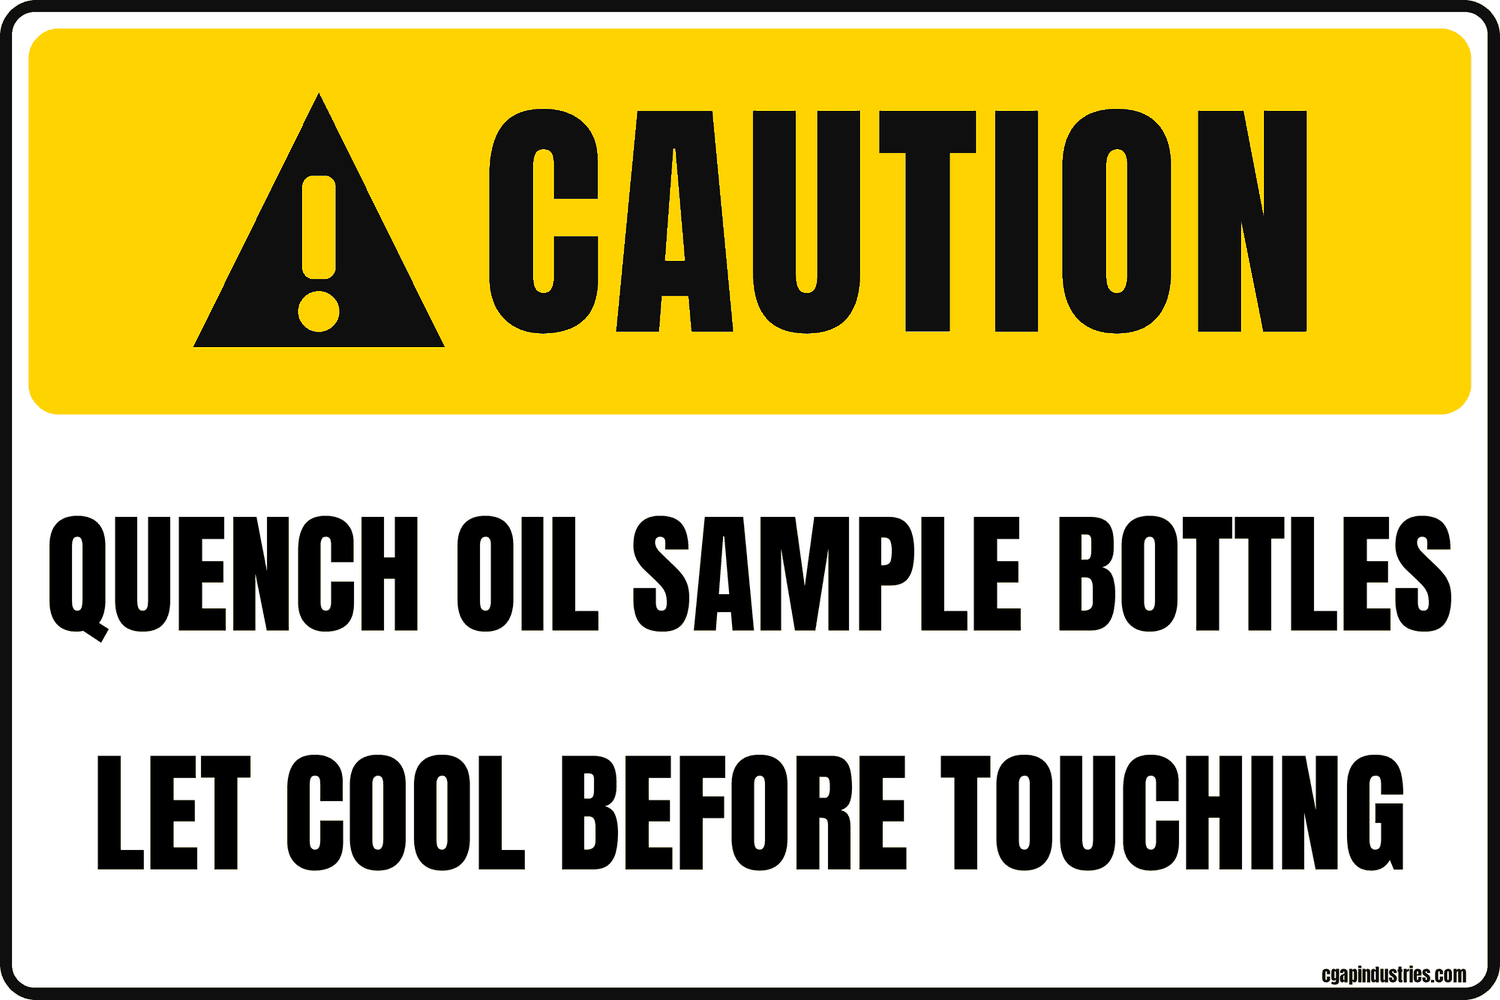 CAUTION
QUENCH OIL SAMPLE BOTTLES
LET COOL BEFORE TOUCHING
cgapindustries.com